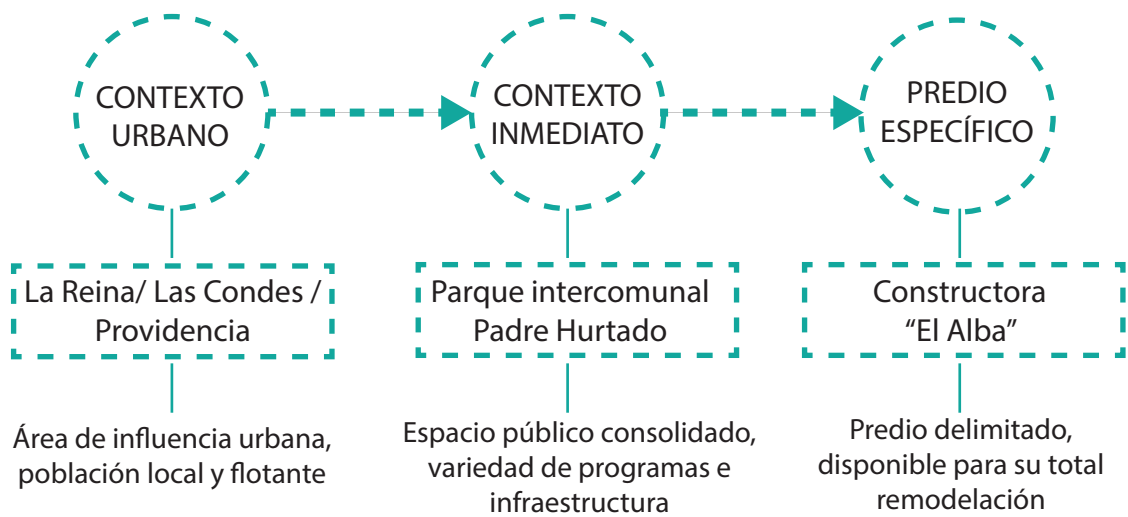 CONTEXTO
URBANO
CONTEXTO
INMEDIATO
PREDIO
ESPECÍFICO
La Reina/ Las Condes /
Providencia
Parque intercomunal
Padre Hurtado
Constructora
“El Alba”
Área de influencia urbana,
población local y flotante
Espacio público consolidado,
variedad de programas e
infraestructura
Predio delimitado,
disponible para su total
remodelación